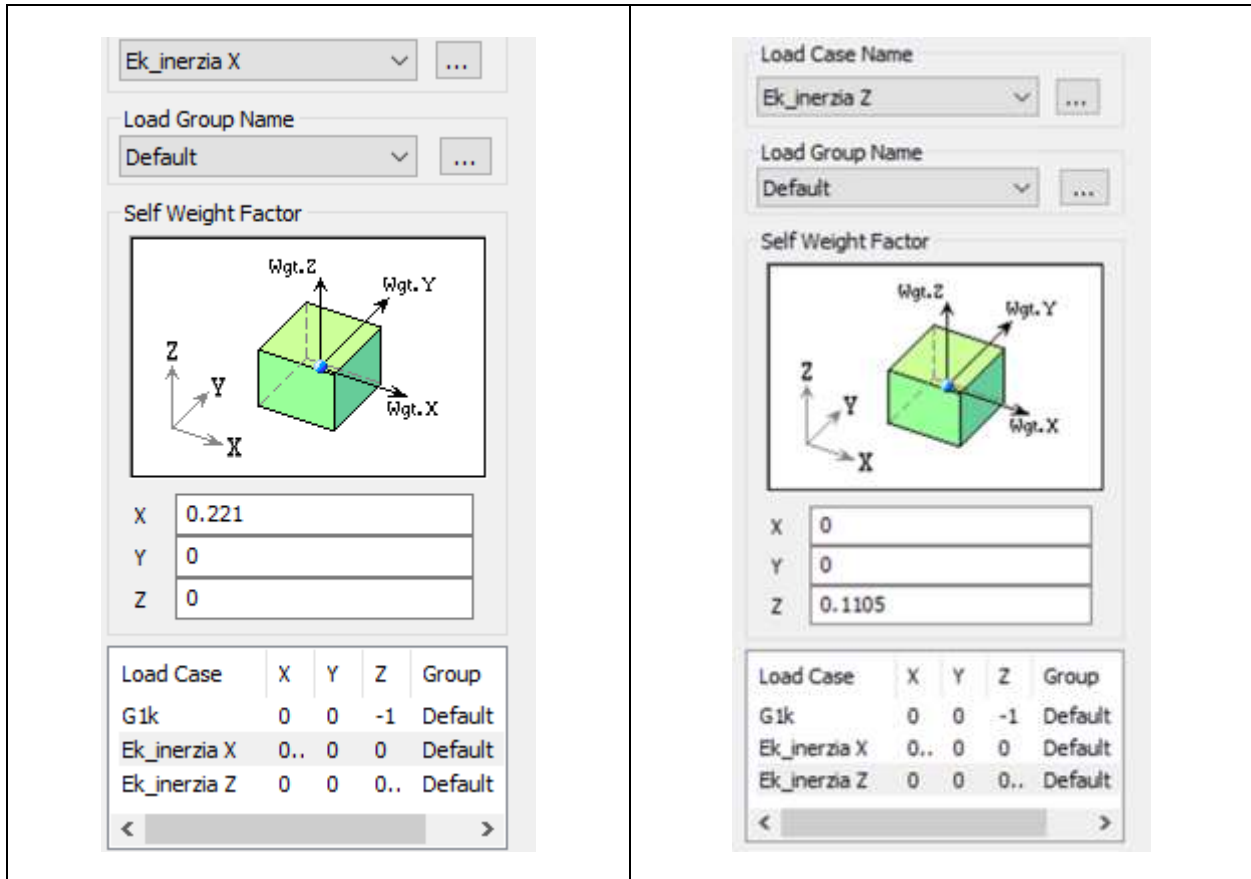 Ek_inerzia X ...
Load Group Name
Default ...
Self Weight Factor
Wgt.Z
Wgt.Y
Z
Y
Wgt.X
X
X 0.221
Y 0
Z 0
Load Case X Y Z Group
G1k 0 0 -1 Default
Ek_inerzia X 0.. 0 0 Default
Ek_inerzia Z 0 0 0.. Default
Load Case Name
Ek_inerzia Z ...
Load Group Name
Default ...
Self Weight Factor
Wgt.Z
Wgt.Y
Z
Y
Wgt.X
X
X 0
Y 0
Z 0.1105
Load Case X Y Z Group
G1k 0 0 -1 Default
Ek_inerzia X 0.. 0 0 Default
Ek_inerzia Z 0 0 0.. Default